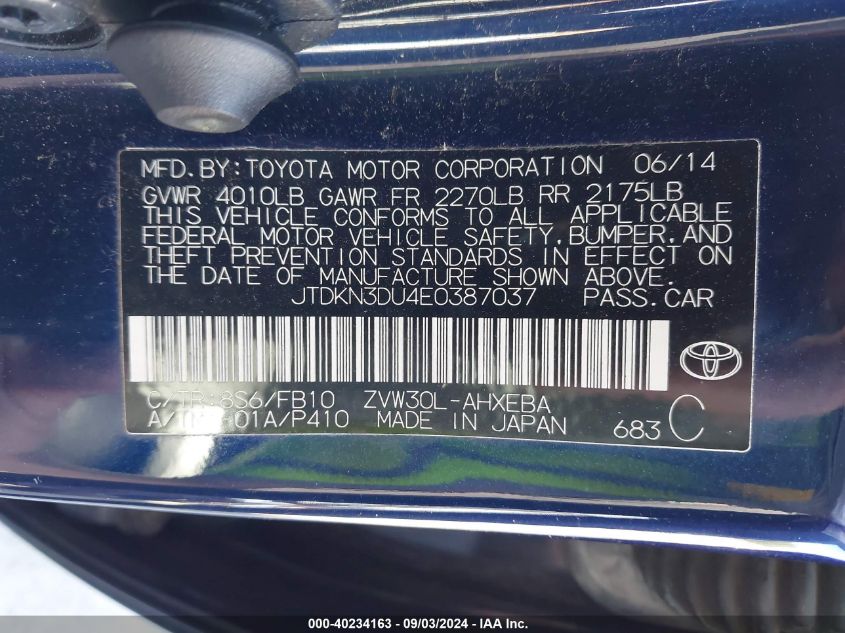 MFD.BY:TOYOTA MOTOR CORPORATION 06/14
GVWR 4010LB GAWR FR 2270LB RR 2175LB
THIS VEHICLE CONFORMS TO ALL APPLICABLE
FEDERAL MOTOR VEHICLE SAFETY,BUMPER,AND
THEFT PREVENTION STANDARDS IN EFFECT ON
THE DATE OF MANUFACTURE SHOWN ABOVE.
JTDKN3DU4E0387037 PASS.CAR
C/TR:8S6/FB10 ZVW30L-AHXEBA
01A/P410 MADE IN JAPAN 683 C
000-40234163 - 09/03/2024 - IAA Inc.